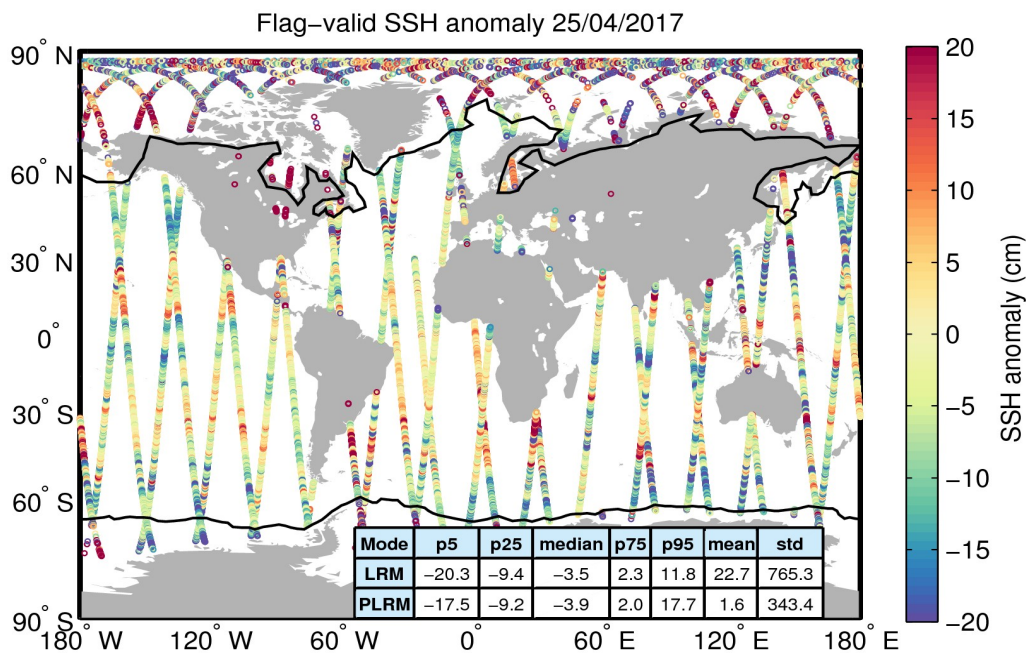 Flag−valid SSH anomaly 25/04/2017
90° N
60° N
30° N
0°
30° S
60° S
90° S
180° W
120° W
60° W
0°
60° E
120° E
180° E
Mode p5 p25 median p75 p95 mean std
LRM −20.3 −9.4 −3.5 2.3 11.8 22.7 765.3
PLRM −17.5 −9.2 −3.9 2.0 17.7 1.6 343.4
20
15
10
5
0
−5
−10
−15
−20
SSH anomaly (cm)